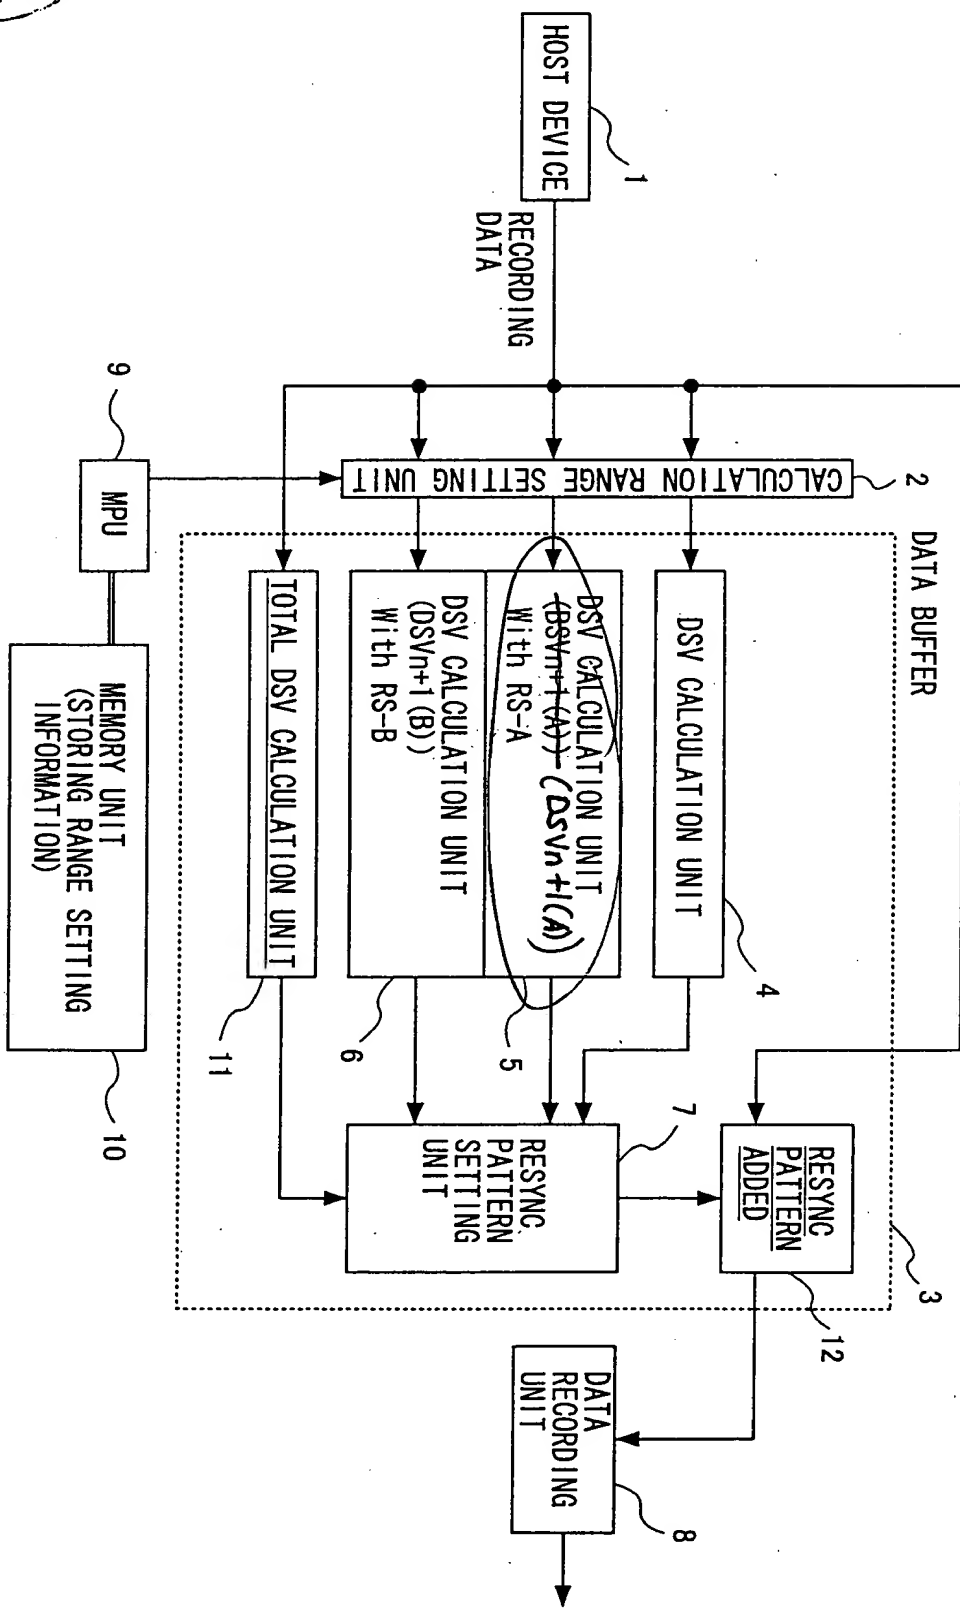 HOST DEVICE
1
RECORDING
DATA
CALCULATION RANGE SETTING UNIT
2
DATA BUFFER
3
DSV CALCULATION UNIT
4
DSV CALCULATION UNIT
(DSVn+1(A)) (DSVn+1(A))
With RS-A
5
DSV CALCULATION UNIT
(DSVn+1(B))
With RS-B
6
TOTAL DSV CALCULATION UNIT
11
RESYNC
PATTERN
SETTING
UNIT
7
RESYNC
PATTERN
ADDED
12
DATA
RECORDING
UNIT
8
9
MPU
MEMORY UNIT
(STORING RANGE SETTING
INFORMATION)
10